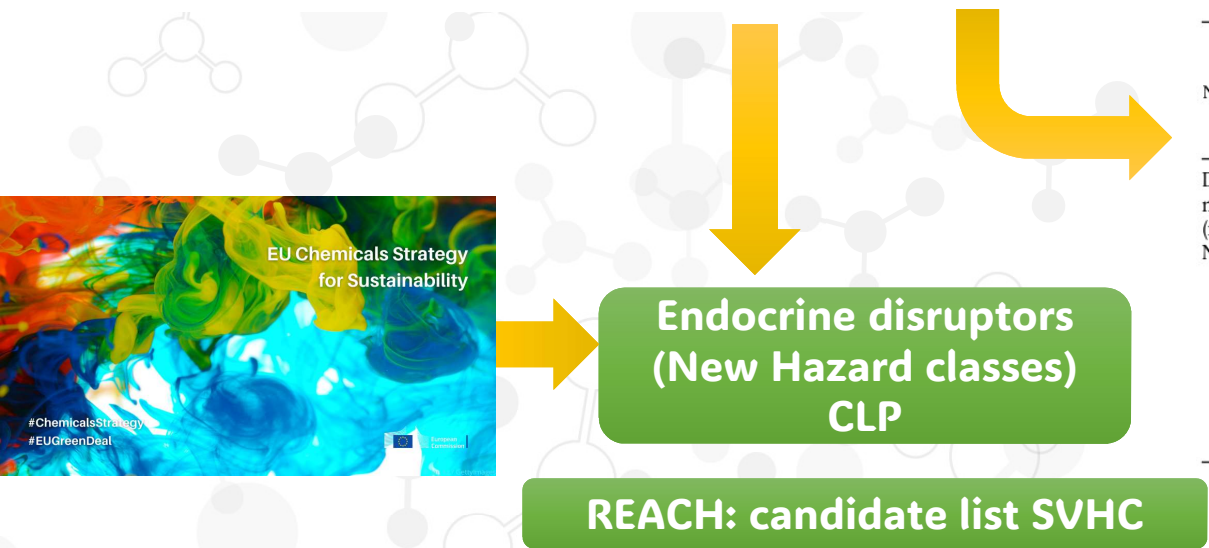 EU Chemicals Strategy
for Sustainability
#ChemicalsStrategy
#EUGreenDeal
European
Commission
Endocrine disruptors
(New Hazard classes)
CLP
REACH: candidate list SVHC